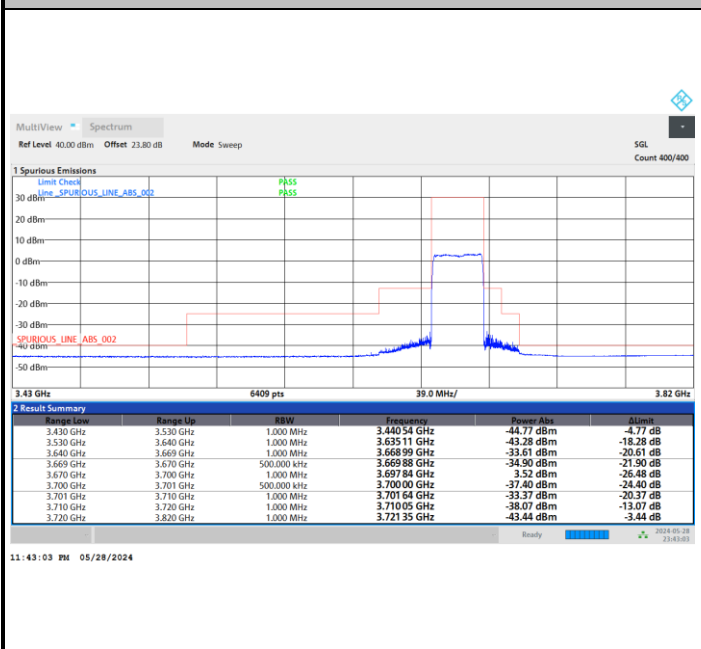 MultiView Spectrum
Ref Level 40.00 dBm Offset 23.80 dB Mode Sweep SGL
Count 400/400
1 Spurious Emissions
Limit Check PASS
Line _SPURIOUS_LINE_ABS_002 PASS
30 dBm
20 dBm
10 dBm
0 dBm
-10 dBm
-20 dBm
-30 dBm
SPURIOUS_LINE_ABS_002
-40 dBm
-50 dBm
3.43 GHz 6409 pts 39.0 MHz/ 3.82 GHz
2 Result Summary
Range Low Range Up RBW Frequency Power Abs ΔLimit
3.430 GHz 3.530 GHz 1.000 MHz 3.440 54 GHz -44.77 dBm -4.77 dB
3.530 GHz 3.640 GHz 1.000 MHz 3.635 11 GHz -43.28 dBm -18.28 dB
3.640 GHz 3.669 GHz 1.000 MHz 3.668 99 GHz -33.61 dBm -20.61 dB
3.669 GHz 3.670 GHz 500.000 kHz 3.669 88 GHz -34.90 dBm -21.90 dB
3.670 GHz 3.700 GHz 1.000 MHz 3.697 84 GHz 3.52 dBm -26.48 dB
3.700 GHz 3.701 GHz 500.000 kHz 3.700 00 GHz -37.40 dBm -24.40 dB
3.701 GHz 3.710 GHz 1.000 MHz 3.701 64 GHz -33.37 dBm -20.37 dB
3.710 GHz 3.720 GHz 1.000 MHz 3.710 05 GHz -38.07 dBm -13.07 dB
3.720 GHz 3.820 GHz 1.000 MHz 3.721 35 GHz -43.44 dBm -3.44 dB
Ready 2024-05-28
23:43:03
11:43:03 PM 05/28/2024